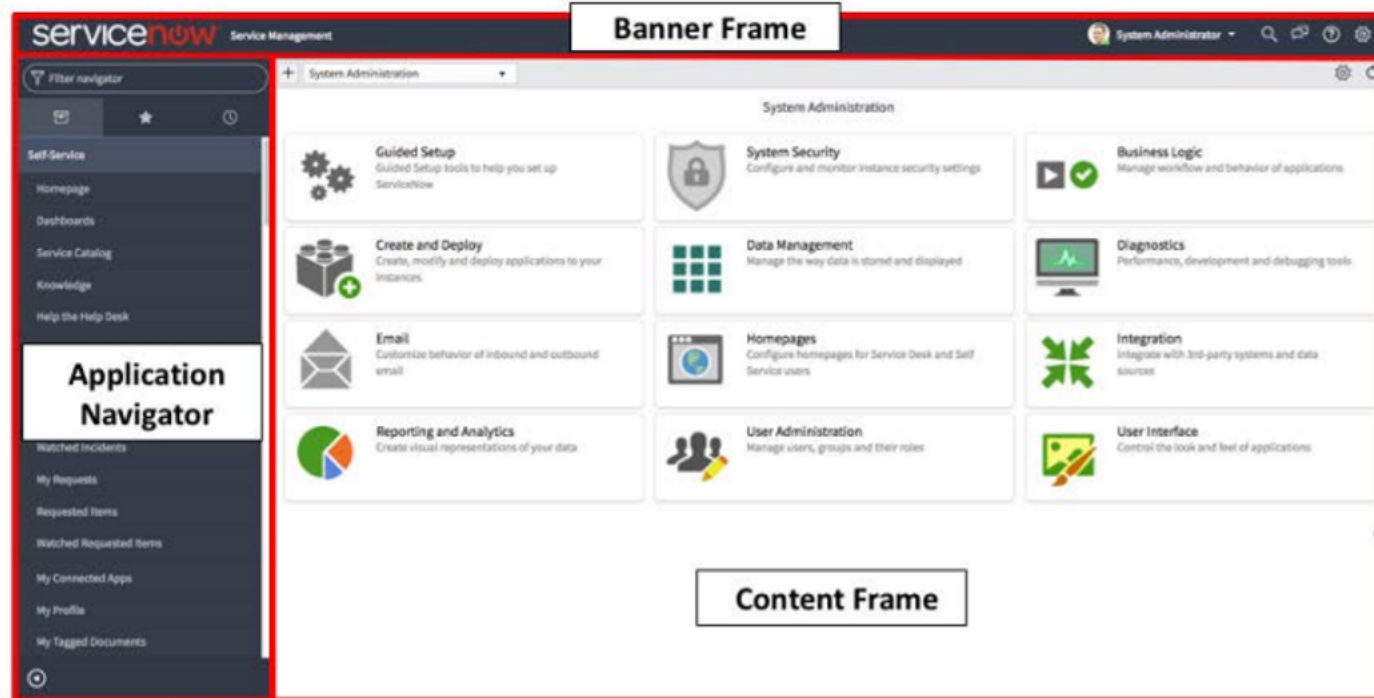 servicenow Service Management
Banner Frame
System Administrator
Filter navigator
System Administration
System Administration
Self-Service
Homepage
Dashboards
Service Catalog
Knowledge
Help the Help Desk
Application
Navigator
Watched Incidents
My Requests
Requested Items
Watched Requested Items
My Connected Apps
My Profile
My Tagged Documents
Guided Setup
Guided Setup tools to help you set up
ServiceNow
System Security
Configure and monitor instance security settings
Business Logic
Manage workflow and behavior of applications
Create and Deploy
Create, modify and deploy applications to your
instances
Data Management
Manage the way data is stored and displayed
Diagnostics
Performance, development and debugging tools
Email
Customize behavior of inbound and outbound
email
Homepages
Configure homepages for Service Desk and Self
Service users
Integration
Integrate with 3rd-party systems and data
sources
Reporting and Analytics
Create visual representations of your data
User Administration
Manage users, groups and their roles
User Interface
Control the look and feel of applications
Content Frame